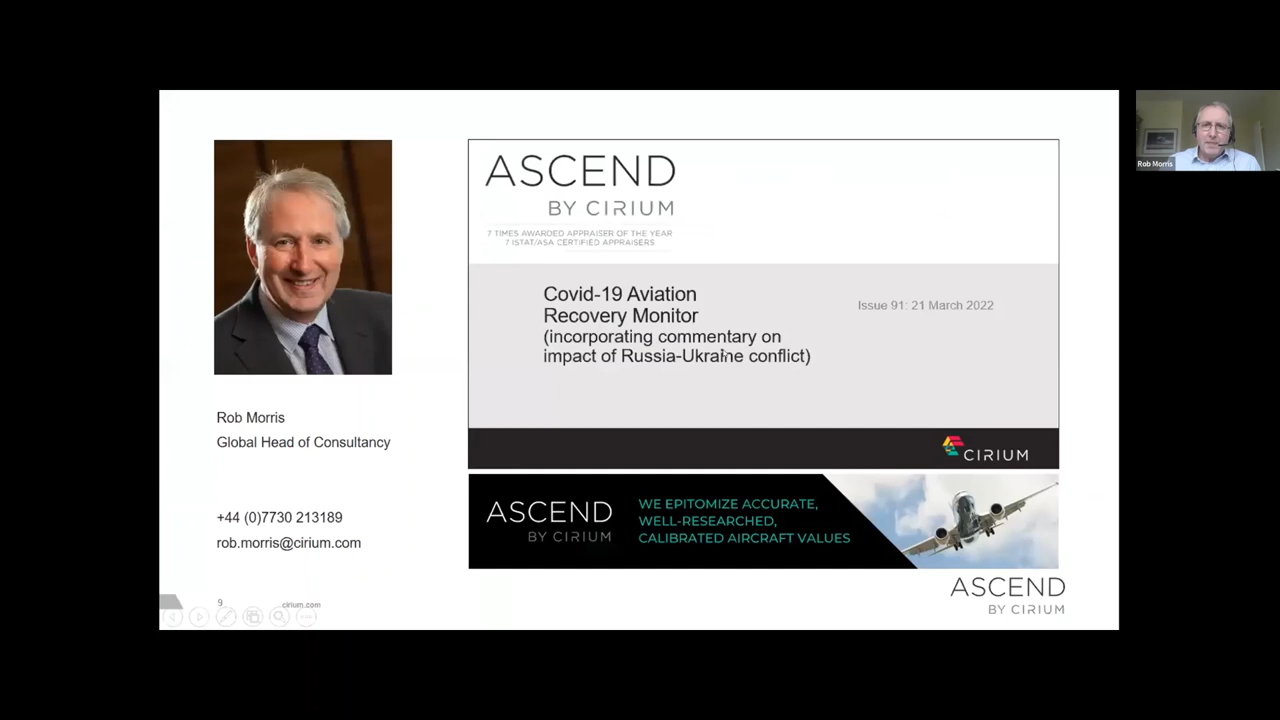 ASCEND
BY CIRIUM
7 TIMES AWARDED APPRAISER OF THE YEAR
7 ISTAT/ASA CERTIFIED APPRAISERS
Covid-19 Aviation
Recovery Monitor
(incorporating commentary on
impact of Russia-Ukraine conflict)
Issue 91: 21 March 2022
CIRIUM
ASCEND
BY CIRIUM
WE EPITOMIZE ACCURATE,
WELL-RESEARCHED,
CALIBRATED AIRCRAFT VALUES
Rob Morris
Global Head of Consultancy
+44 (0)7730 213189
rob.morris@cirium.com
9
cirium.com
ASCEND
BY CIRIUM
Rob Morris